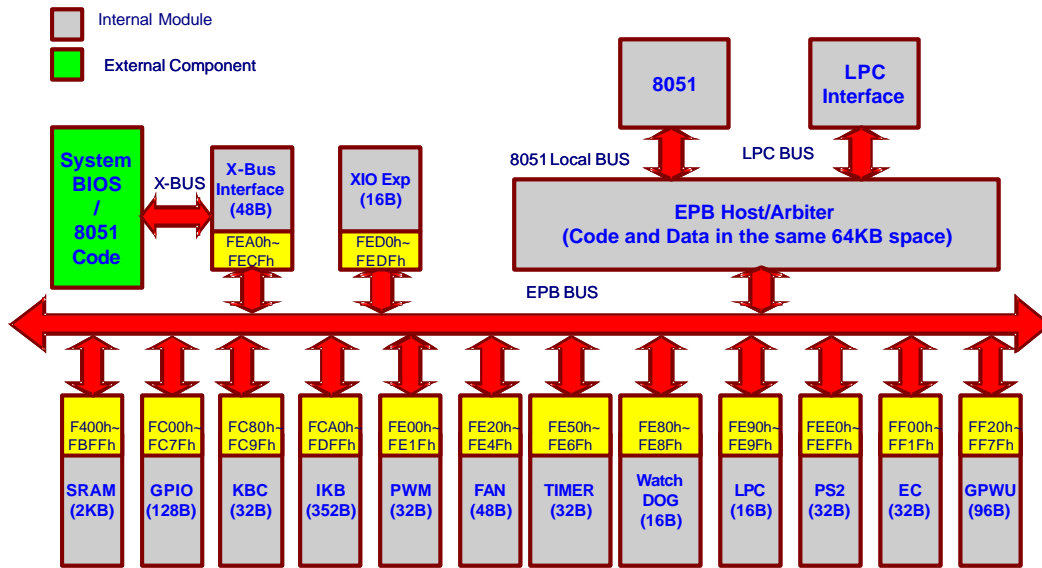 Internal Module
External Component
8051
LPC
Interface
System
BIOS
/
8051
Code
X-BUS
X-Bus
Interface
(48B)
FEA0h~
FECFh
XIO Exp
(16B)
FED0h~
FEDFh
8051 Local BUS
LPC BUS
EPB Host/Arbiter
(Code and Data in the same 64KB space)
EPB BUS
F400h~
FBFFh
SRAM
(2KB)
FC00h~
FC7Fh
GPIO
(128B)
FC80h~
FC9Fh
KBC
(32B)
FCA0h~
FDFFh
IKB
(352B)
FE00h~
FE1Fh
PWM
(32B)
FE20h~
FE4Fh
FAN
(48B)
FE50h~
FE6Fh
TIMER
(32B)
FE80h~
FE8Fh
Watch
DOG
(16B)
FE90h~
FE9Fh
LPC
(16B)
FEE0h~
FEFFh
PS2
(32B)
FF00h~
FF1Fh
EC
(32B)
FF20h~
FF7Fh
GPWU
(96B)